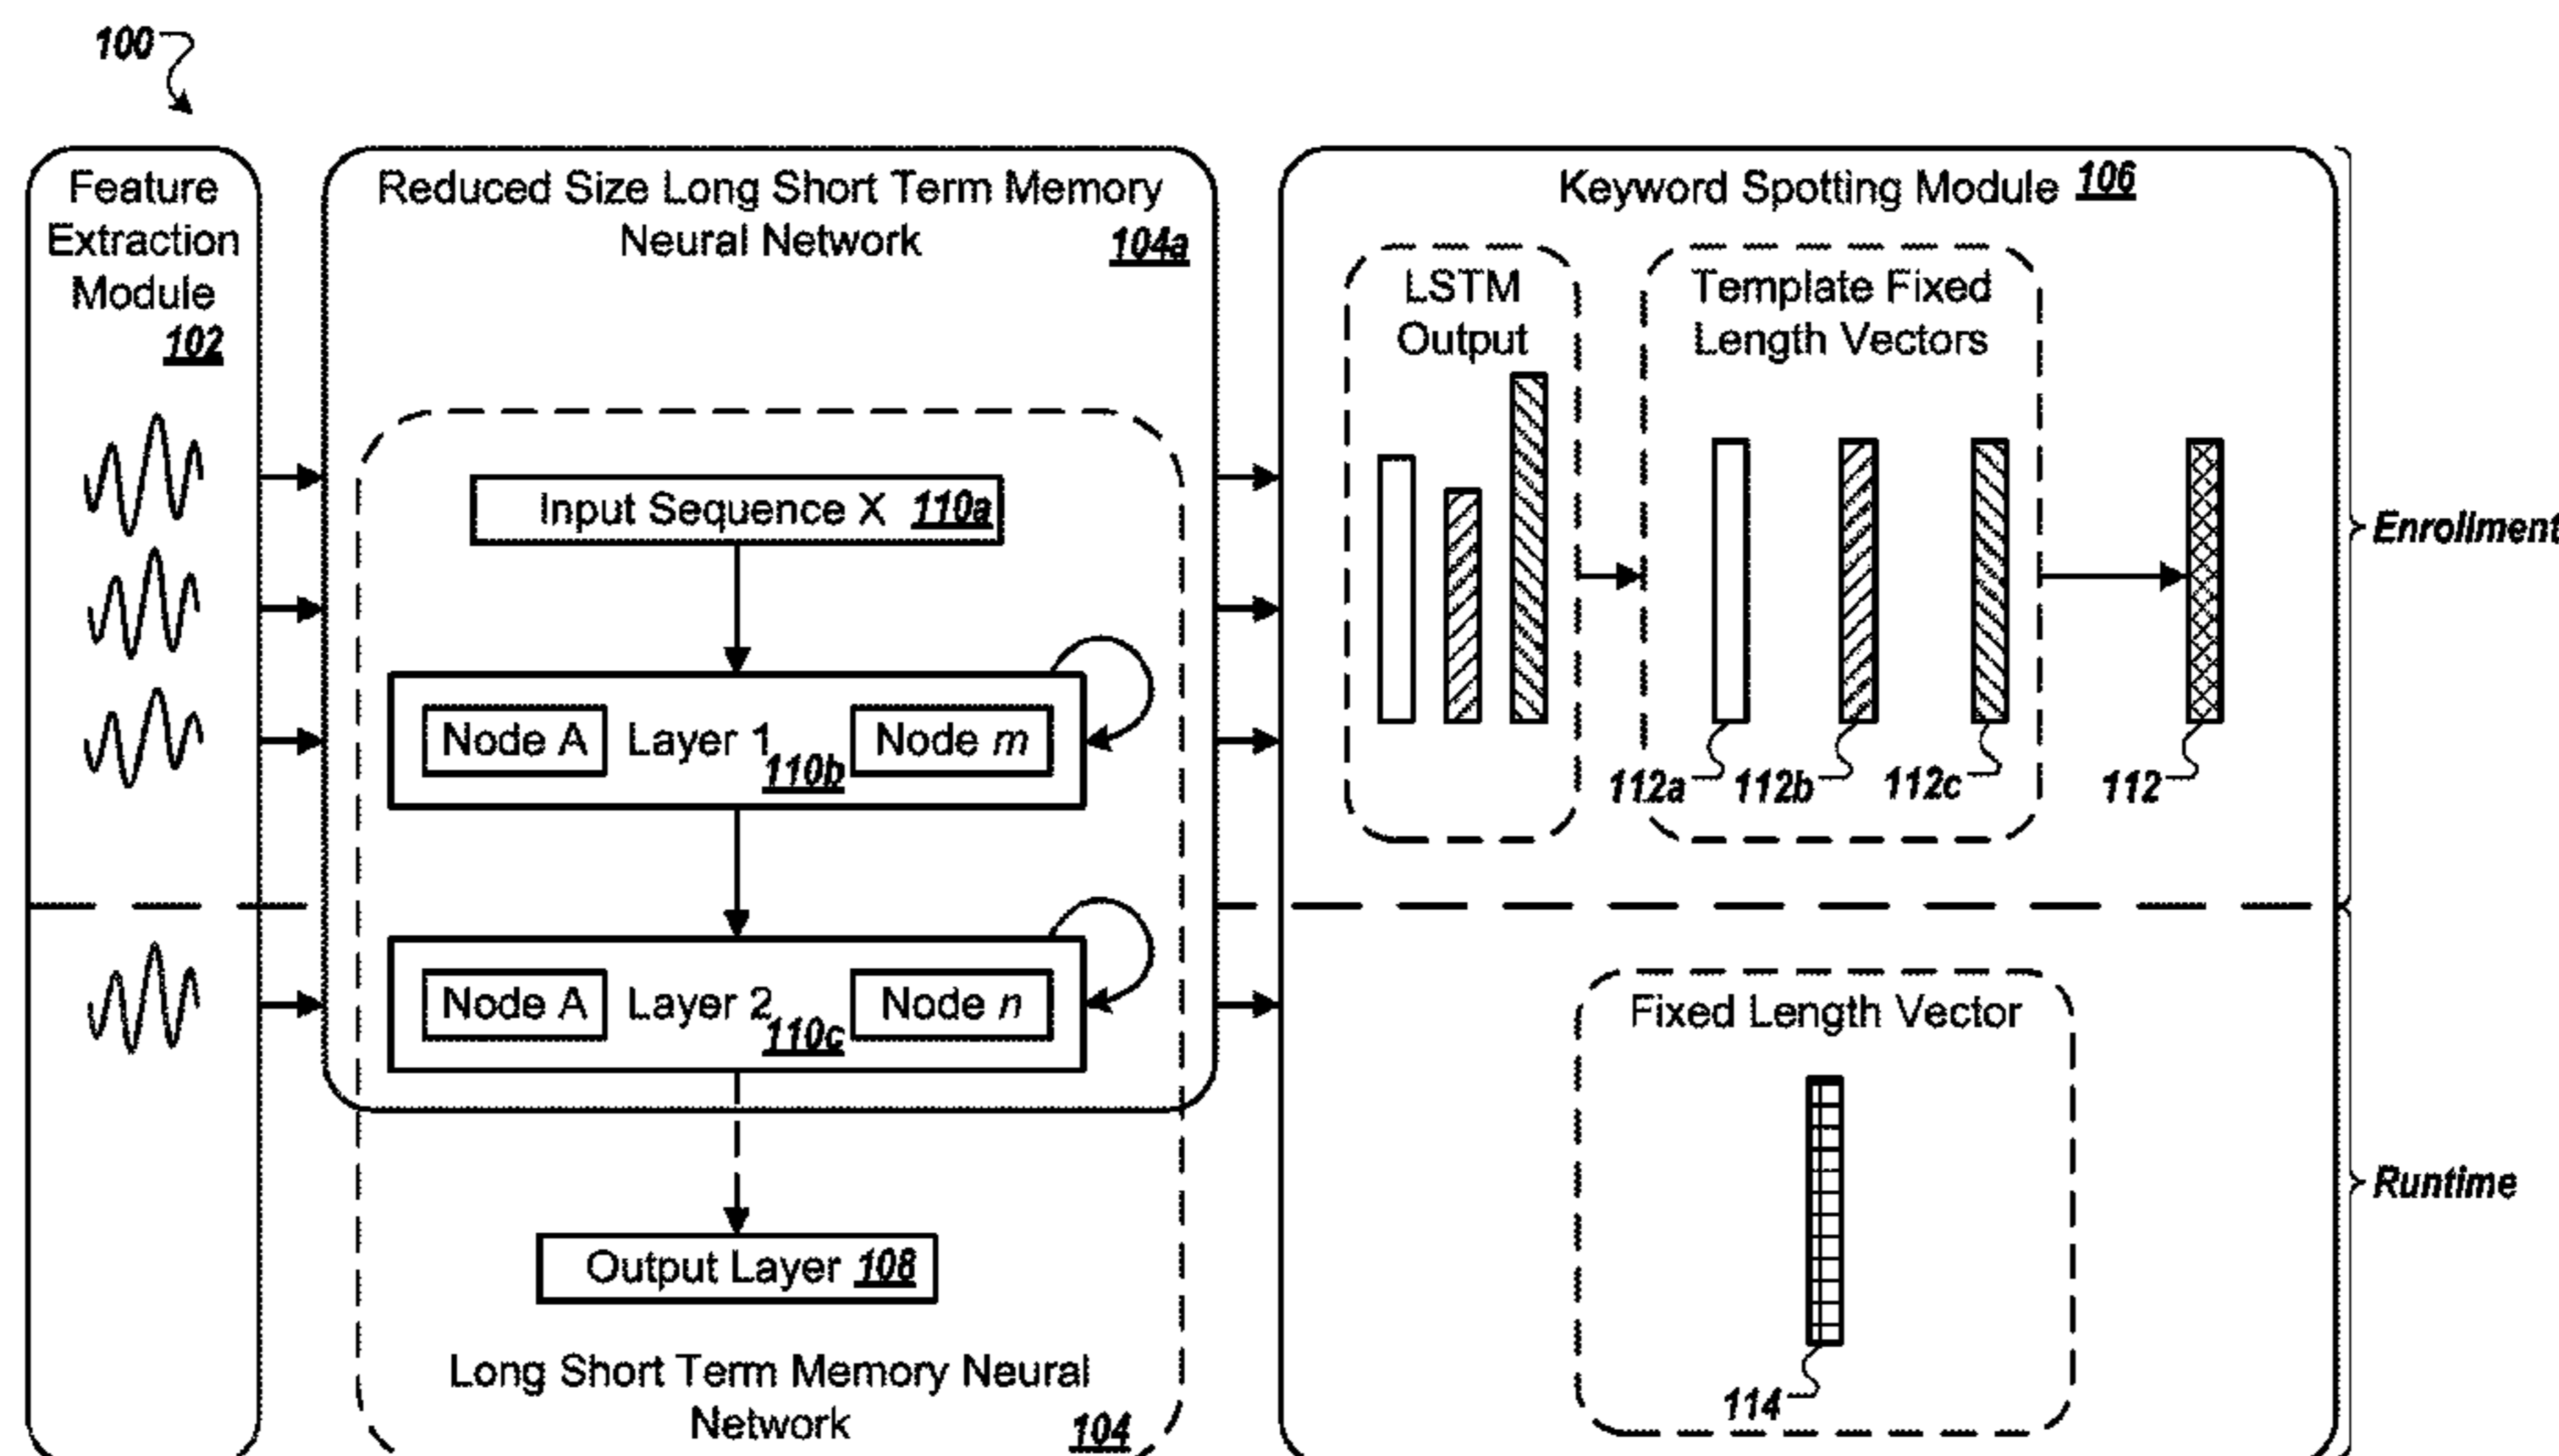 100
Feature
Extraction
Module
102
Reduced Size Long Short Term Memory
Neural Network
104a
Input Sequence X 110a
Node A Layer 1 110b Node m
Node A Layer 2 110c Node n
Output Layer 108
Long Short Term Memory Neural
Network
104
Keyword Spotting Module 106
LSTM
Output
Template Fixed
Length Vectors
112a 112b 112c 112
Enrollment
Fixed Length Vector
114
Runtime